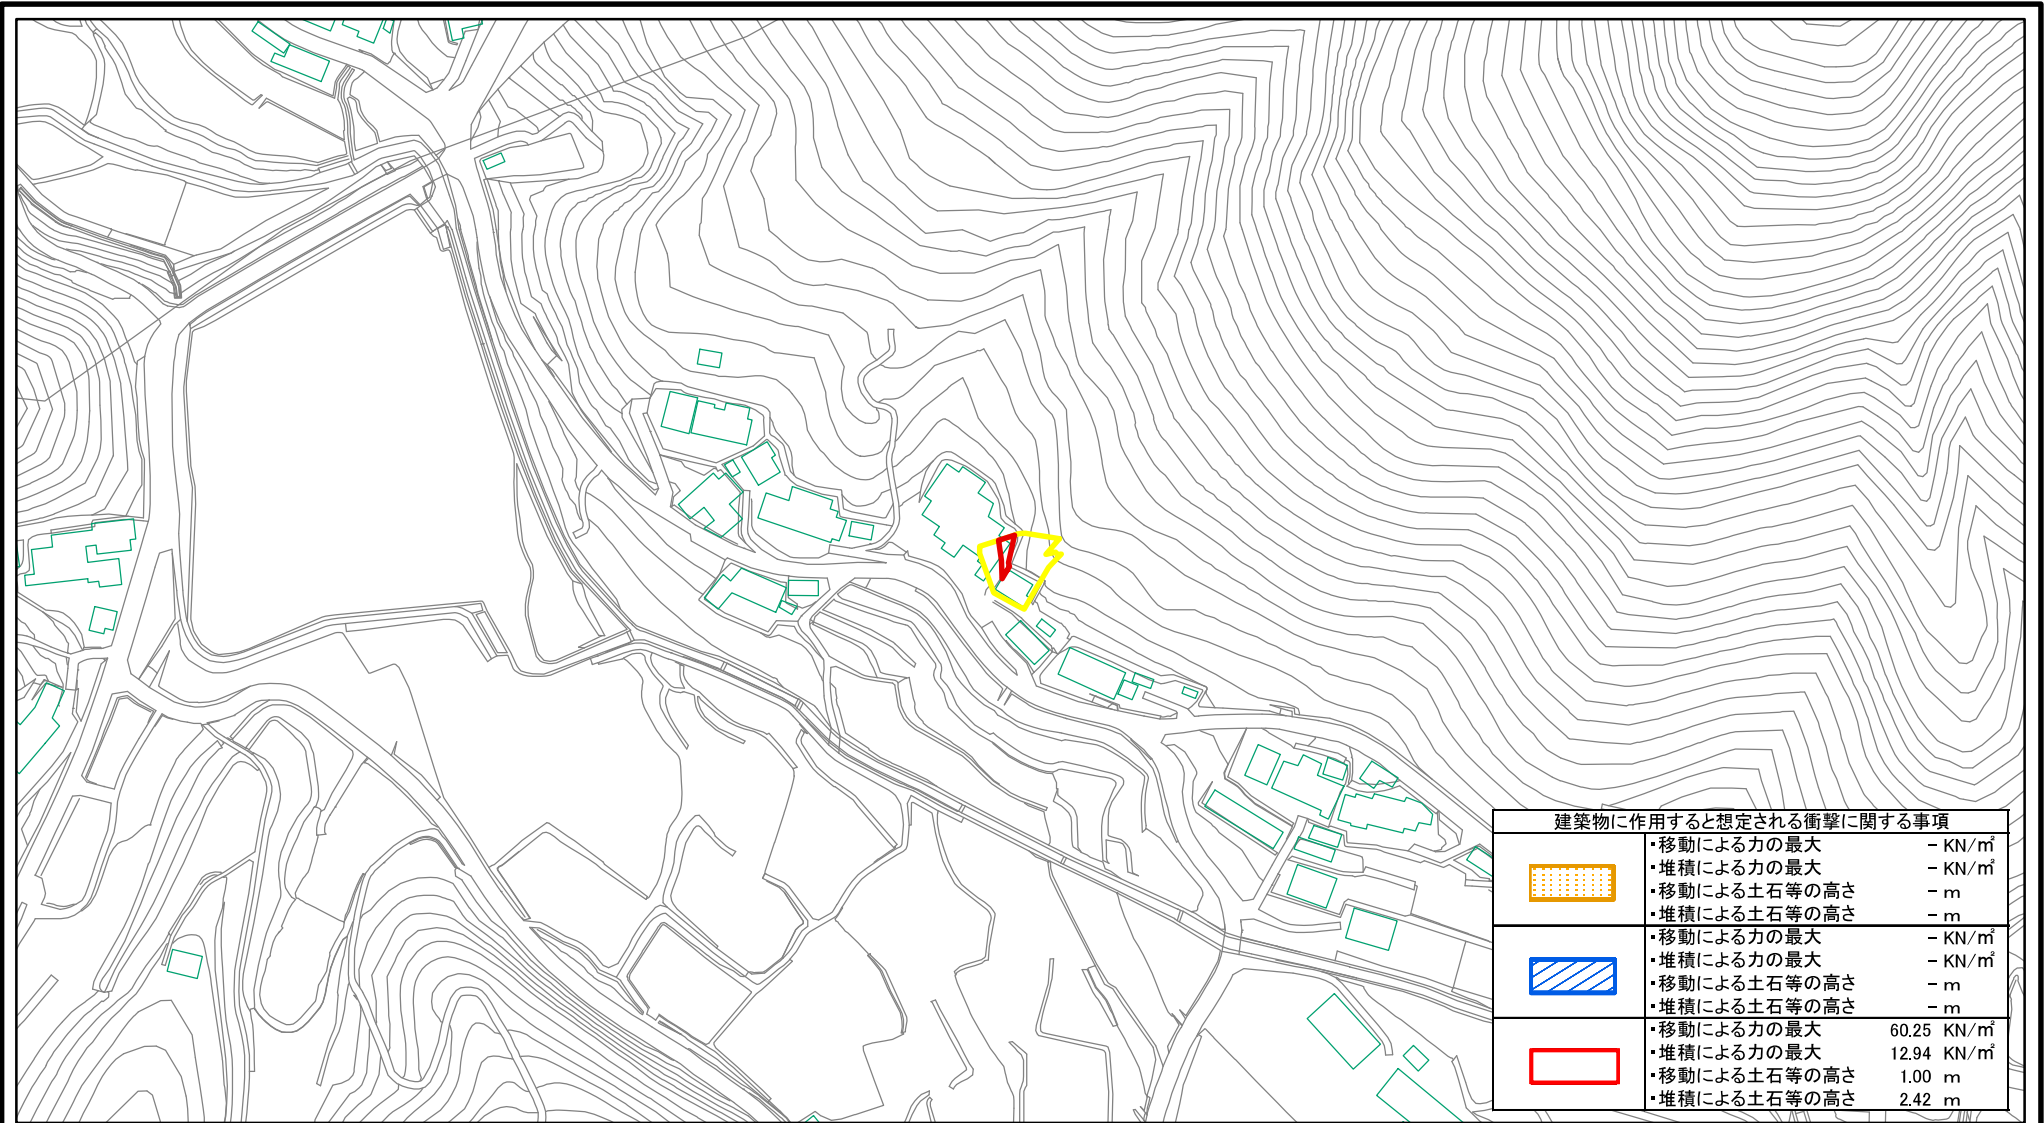 建築物に作用すると想定される衝撃に関する事項
・移動による力の最大 － KN/㎡
・堆積による力の最大 － KN/㎡
・移動による土石等の高さ － m
・堆積による土石等の高さ － m
・移動による力の最大 － KN/㎡
・堆積による力の最大 － KN/㎡
・移動による土石等の高さ － m
・堆積による土石等の高さ － m
・移動による力の最大 60.25 KN/㎡
・堆積による力の最大 12.94 KN/㎡
・移動による土石等の高さ 1.00 m
・堆積による土石等の高さ 2.42 m